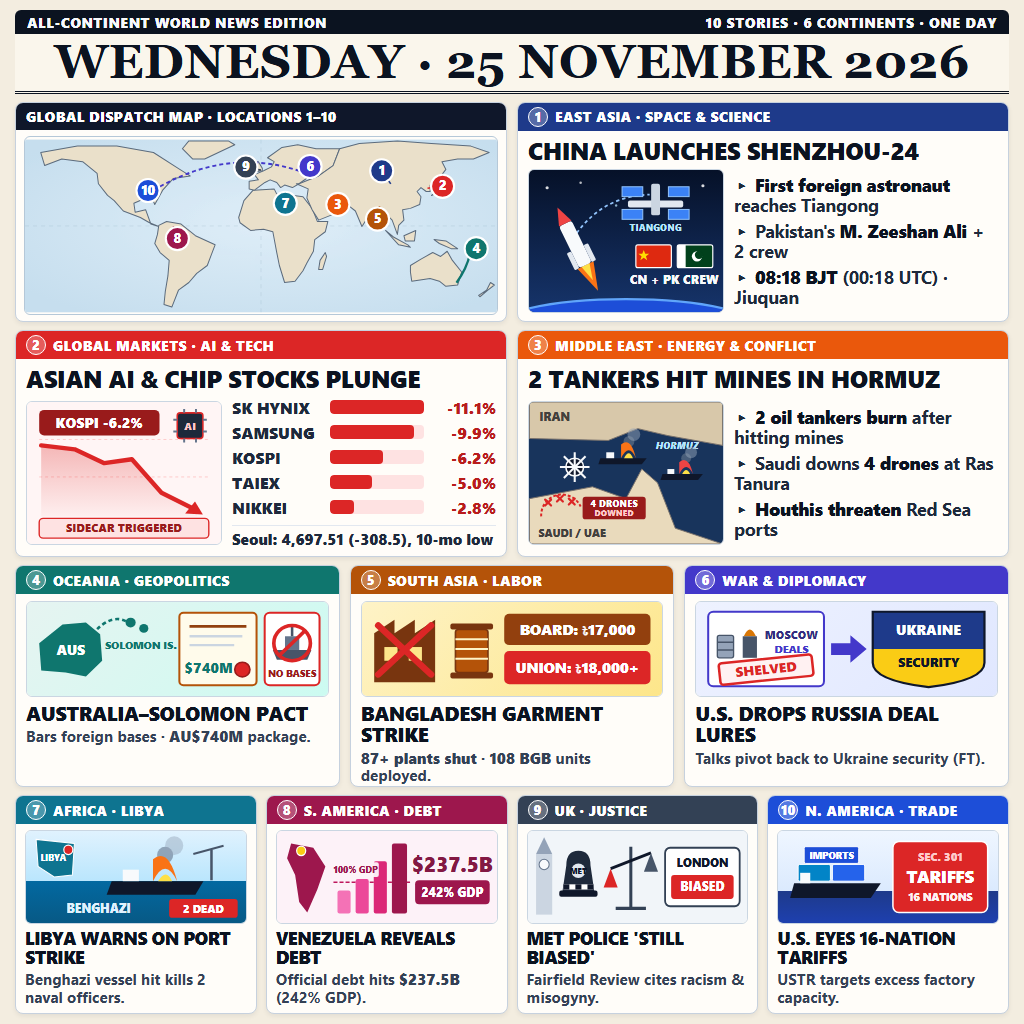 ALL-CONTINENT WORLD NEWS EDITION
10 STORIES · 6 CONTINENTS · ONE DAY
WEDNESDAY · 25 NOVEMBER 2026
GLOBAL DISPATCH MAP · LOCATIONS 1–10
1
2
3
4
5
6
7
8
9
10
1 EAST ASIA · SPACE & SCIENCE
CHINA LAUNCHES SHENZHOU-24
TIANGONG
CN + PK CREW
► First foreign astronaut
reaches Tiangong
► Pakistan's M. Zeeshan Ali +
2 crew
► 08:18 BJT (00:18 UTC) ·
Jiuquan
2 GLOBAL MARKETS · AI & TECH
ASIAN AI & CHIP STOCKS PLUNGE
KOSPI -6.2%
AI
SIDECAR TRIGGERED
SK HYNIX -11.1%
SAMSUNG -9.9%
KOSPI -6.2%
TAIEX -5.0%
NIKKEI -2.8%
Seoul: 4,697.51 (-308.5), 10-mo low
3 MIDDLE EAST · ENERGY & CONFLICT
2 TANKERS HIT MINES IN HORMUZ
IRAN
HORMUZ
4 DRONES
DOWNED
SAUDI / UAE
► 2 oil tankers burn after
hitting mines
► Saudi downs 4 drones at Ras
Tanura
► Houthis threaten Red Sea
ports
4 OCEANIA · GEOPOLITICS
AUS
SOLOMON IS.
$740M
NO BASES
AUSTRALIA–SOLOMON PACT
Bars foreign bases · AU$740M package.
5 SOUTH ASIA · LABOR
BOARD: ৳17,000
UNION: ৳18,000+
BANGLADESH GARMENT
STRIKE
87+ plants shut · 108 BGB units
deployed.
6 WAR & DIPLOMACY
MOSCOW
DEALS
SHELVED
UKRAINE
SECURITY
U.S. DROPS RUSSIA DEAL
LURES
Talks pivot back to Ukraine security (FT).
7 AFRICA · LIBYA
LIBYA
BENGHAZI
2 DEAD
LIBYA WARNS ON PORT
STRIKE
Benghazi vessel hit kills 2
naval officers.
8 S. AMERICA · DEBT
100% GDP
$237.5B
242% GDP
VENEZUELA REVEALS
DEBT
Official debt hits $237.5B
(242% GDP).
9 UK · JUSTICE
MET
LONDON
BIASED
MET POLICE 'STILL
BIASED'
Fairfield Review cites racism &
misogyny.
10 N. AMERICA · TRADE
IMPORTS
SEC. 301
TARIFFS
16 NATIONS
U.S. EYES 16-NATION
TARIFFS
USTR targets excess factory
capacity.